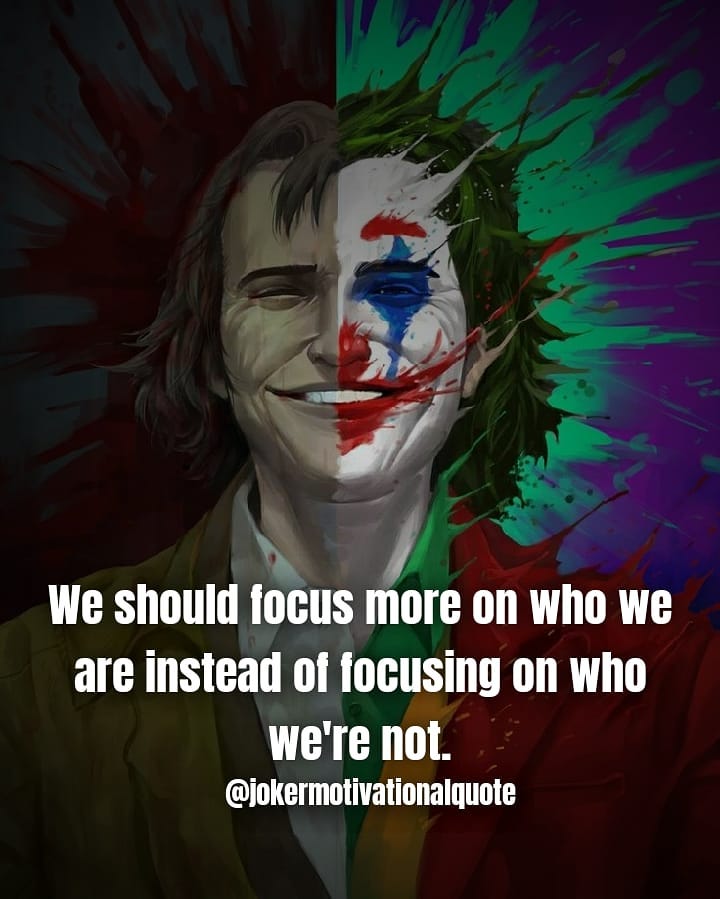 We should focus more on who we
are instead of focusing on who
we're not.
@jokermotivationalquote